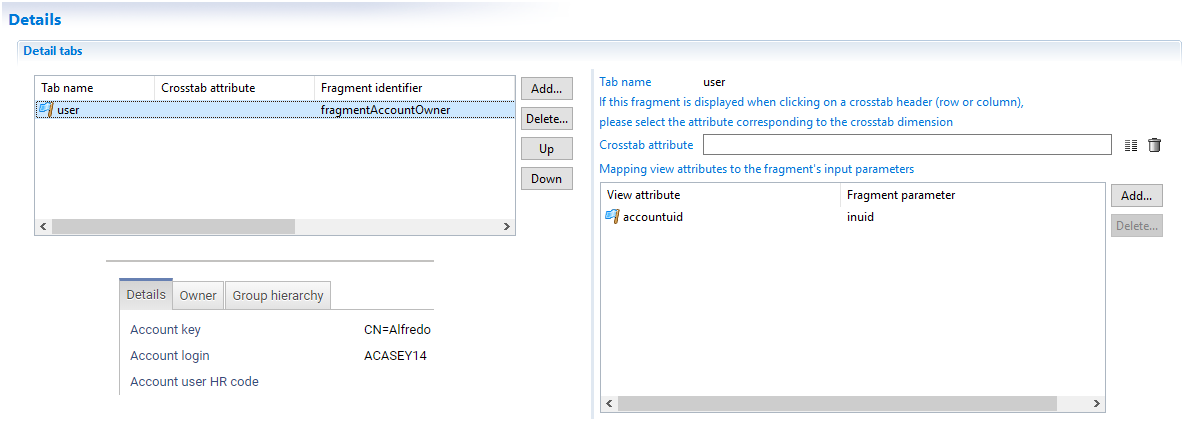 Details
Detail tabs
Tab name Crosstab attribute Fragment identifier
user fragmentAccountOwner
Add...
Delete...
Up
Down
Details Owner Group hierarchy
Account key CN=Alfredo
Account login ACASEY14
Account user HR code
Tab name user
If this fragment is displayed when clicking on a crosstab header (row or column),
please select the attribute corresponding to the crosstab dimension
Crosstab attribute
Mapping view attributes to the fragment's input parameters
View attribute Fragment parameter
accountuid inuid
Add...
Delete...